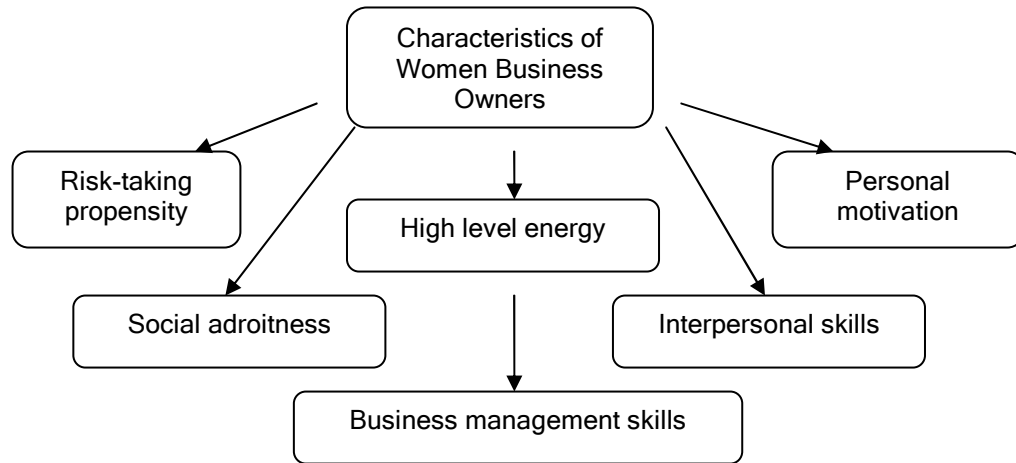 Characteristics of
Women Business
Owners
Risk-taking
propensity
High level energy
Personal
motivation
Social adroitness
Interpersonal skills
Business management skills